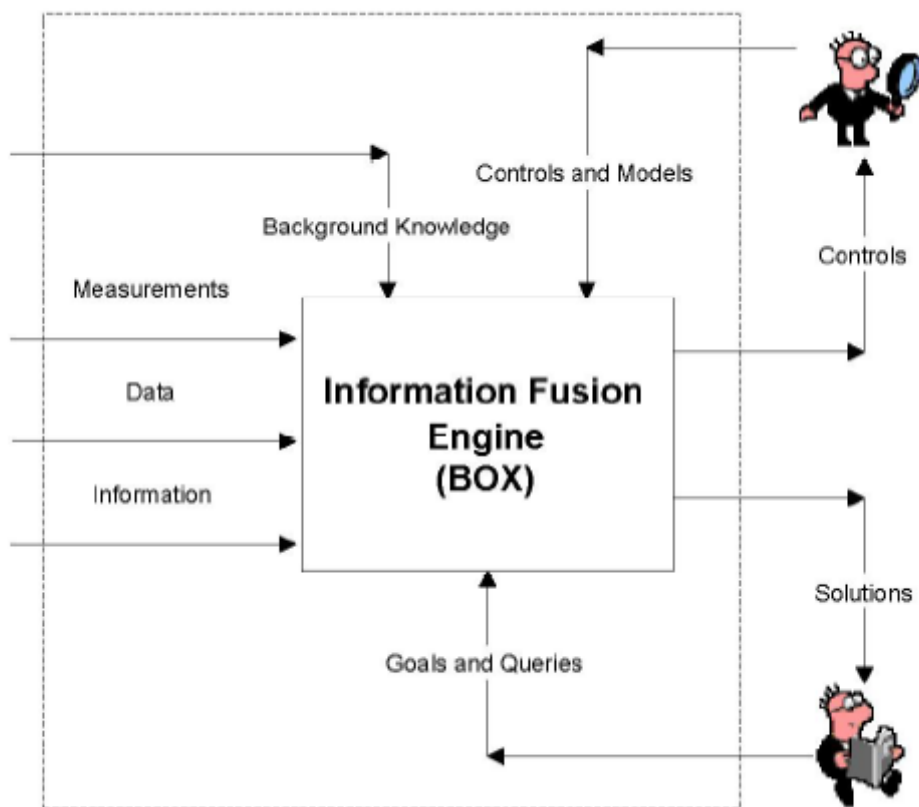 Controls and Models
Background Knowledge
Controls
Measurements
Data
Information
Information Fusion
Engine
(BOX)
Solutions
Goals and Queries